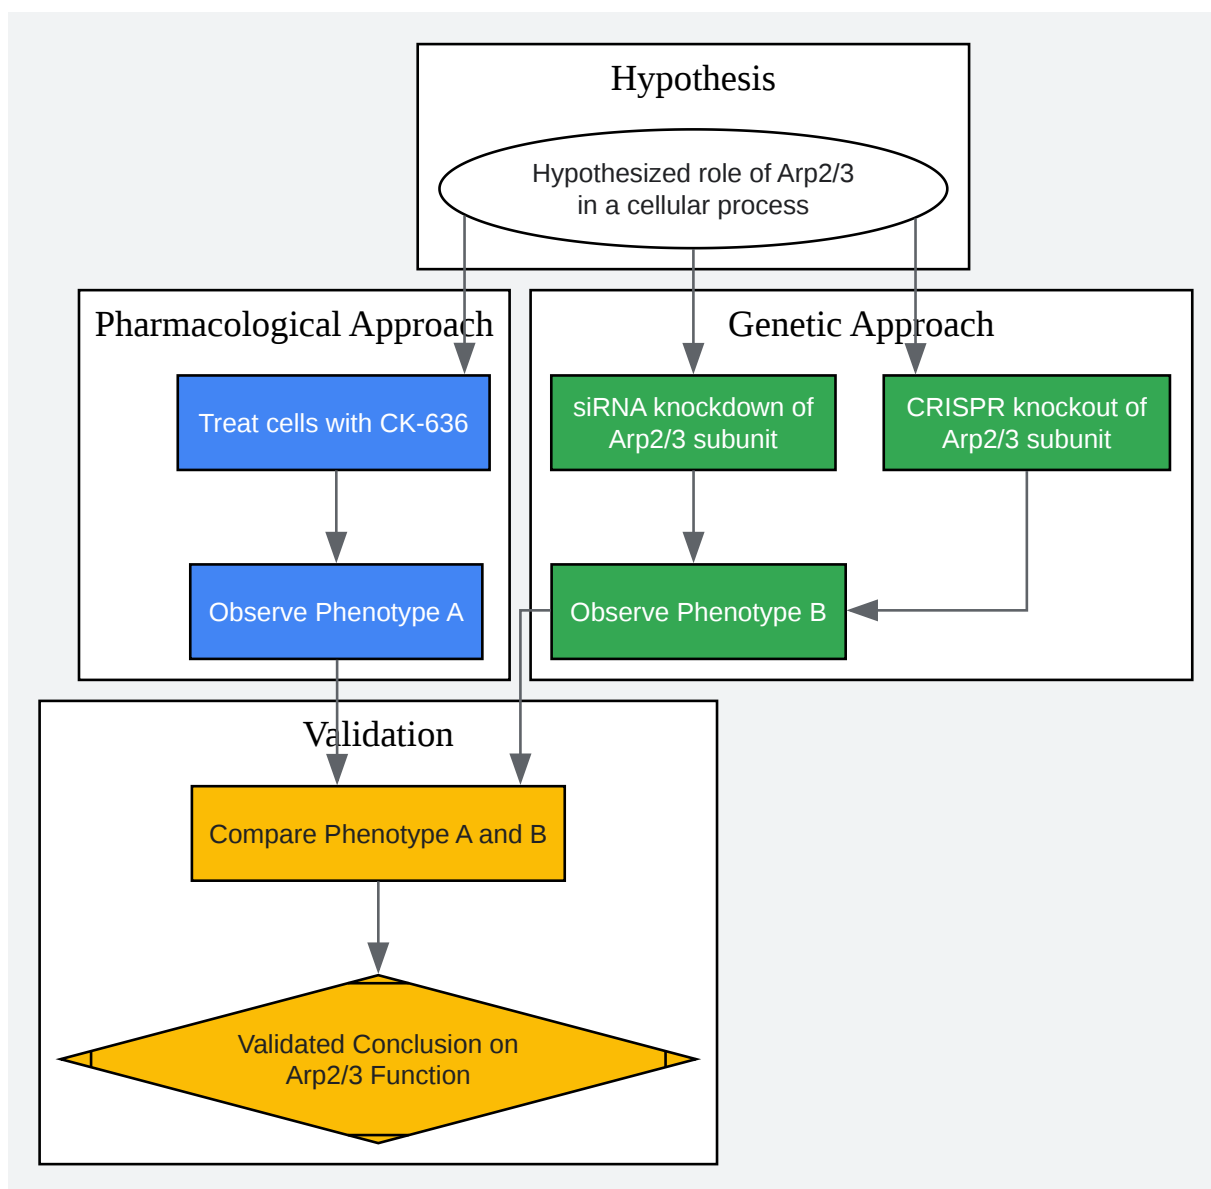 Hypothesis
Hypothesized role of Arp2/3
in a cellular process
Pharmacological Approach
Genetic Approach
Treat cells with CK-636
siRNA knockdown of
Arp2/3 subunit
CRISPR knockout of
Arp2/3 subunit
Observe Phenotype A
Observe Phenotype B
Validation
Compare Phenotype A and B
Validated Conclusion on
Arp2/3 Function